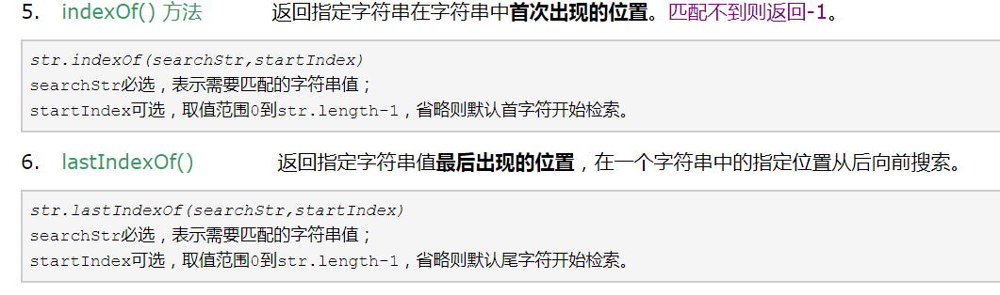 5. indexOf() 方法 返回指定字符串在字符串中首次出现的位置。匹配不到则返回-1。
str.indexOf(searchStr,startIndex)
searchStr必选，表示需要匹配的字符串值；
startIndex可选，取值范围0到str.length-1，省略则默认首字符开始检索。
6. lastIndexOf() 返回指定字符串值最后出现的位置，在一个字符串中的指定位置从后向前搜索。
str.lastIndexOf(searchStr,startIndex)
searchStr必选，表示需要匹配的字符串值；
startIndex可选，取值范围0到str.length-1，省略则默认尾字符开始检索。